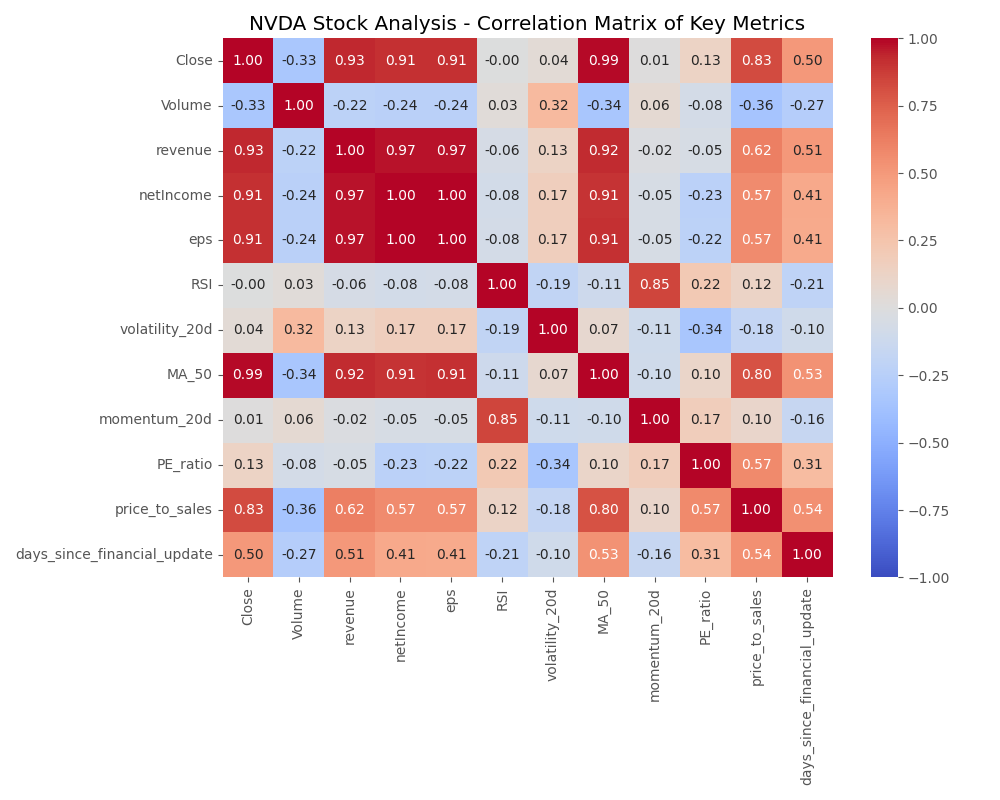 NVDA Stock Analysis - Correlation Matrix of Key Metrics
Close 1.00 -0.33 0.93 0.91 0.91 -0.00 0.04 0.99 0.01 0.13 0.83 0.50
Volume -0.33 1.00 -0.22 -0.24 -0.24 0.03 0.32 -0.34 0.06 -0.08 -0.36 -0.27
revenue 0.93 -0.22 1.00 0.97 0.97 -0.06 0.13 0.92 -0.02 -0.05 0.62 0.51
netIncome 0.91 -0.24 0.97 1.00 1.00 -0.08 0.17 0.91 -0.05 -0.23 0.57 0.41
eps 0.91 -0.24 0.97 1.00 1.00 -0.08 0.17 0.91 -0.05 -0.22 0.57 0.41
RSI -0.00 0.03 -0.06 -0.08 -0.08 1.00 -0.19 -0.11 0.85 0.22 0.12 -0.21
volatility_20d 0.04 0.32 0.13 0.17 0.17 -0.19 1.00 0.07 -0.11 -0.34 -0.18 -0.10
MA_50 0.99 -0.34 0.92 0.91 0.91 -0.11 0.07 1.00 -0.10 0.10 0.80 0.53
momentum_20d 0.01 0.06 -0.02 -0.05 -0.05 0.85 -0.11 -0.10 1.00 0.17 0.10 -0.16
PE_ratio 0.13 -0.08 -0.05 -0.23 -0.22 0.22 -0.34 0.10 0.17 1.00 0.57 0.31
price_to_sales 0.83 -0.36 0.62 0.57 0.57 0.12 -0.18 0.80 0.10 0.57 1.00 0.54
days_since_financial_update 0.50 -0.27 0.51 0.41 0.41 -0.21 -0.10 0.53 -0.16 0.31 0.54 1.00
Close
Volume
revenue
netIncome
eps
RSI
volatility_20d
MA_50
momentum_20d
PE_ratio
price_to_sales
days_since_financial_update
1.00
0.75
0.50
0.25
0.00
−0.25
−0.50
−0.75
−1.00